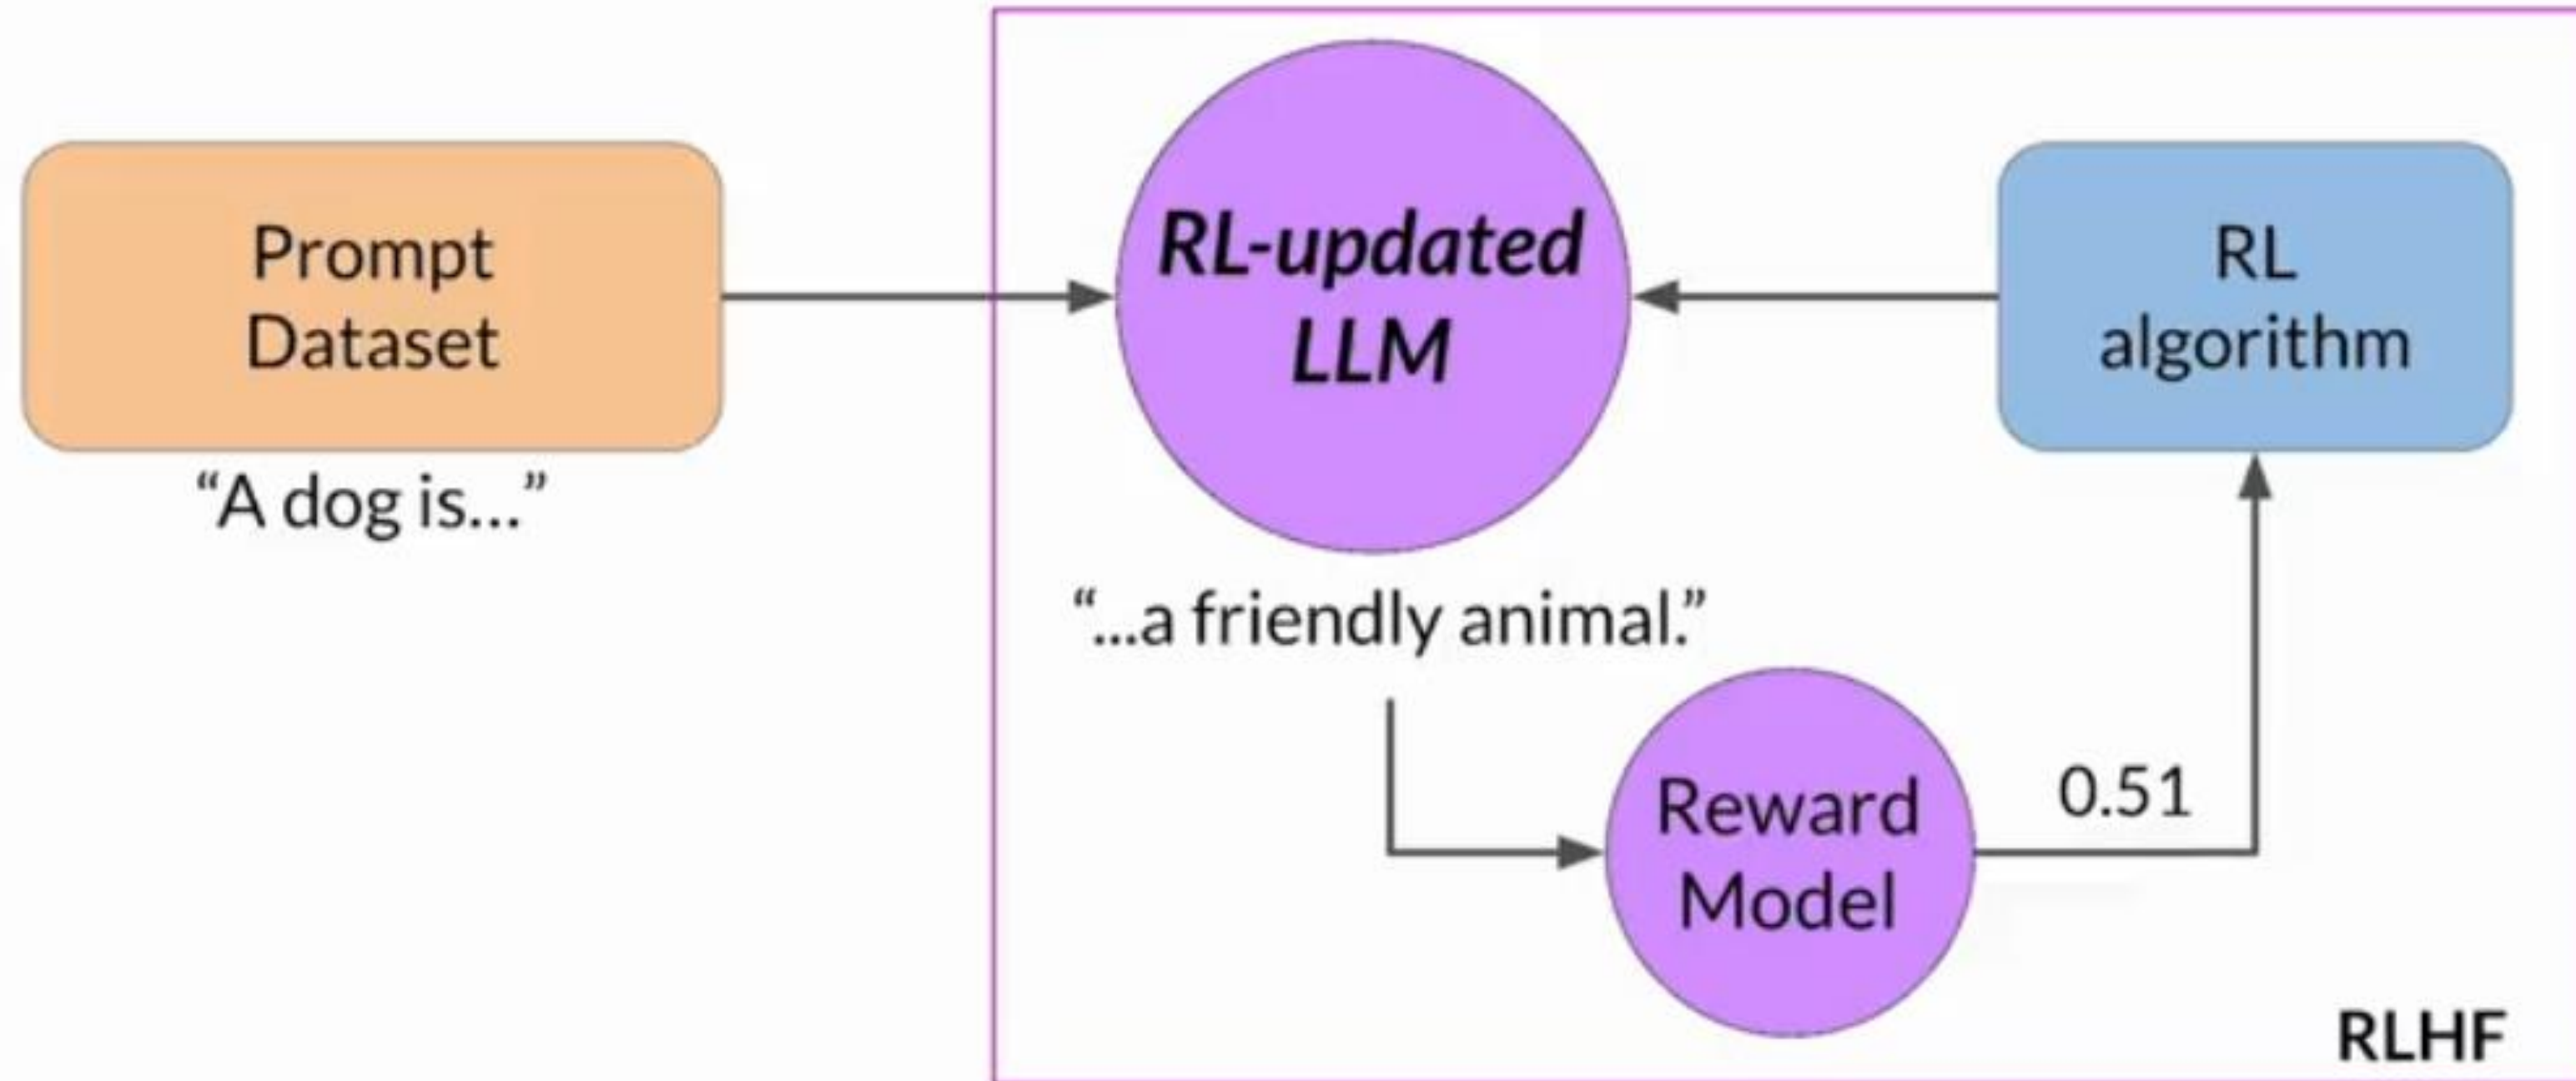 Prompt
Dataset
“A dog is...”
RL-updated
LLM
“...a friendly animal.”
RL
algorithm
Reward
Model
0.51
RLHF